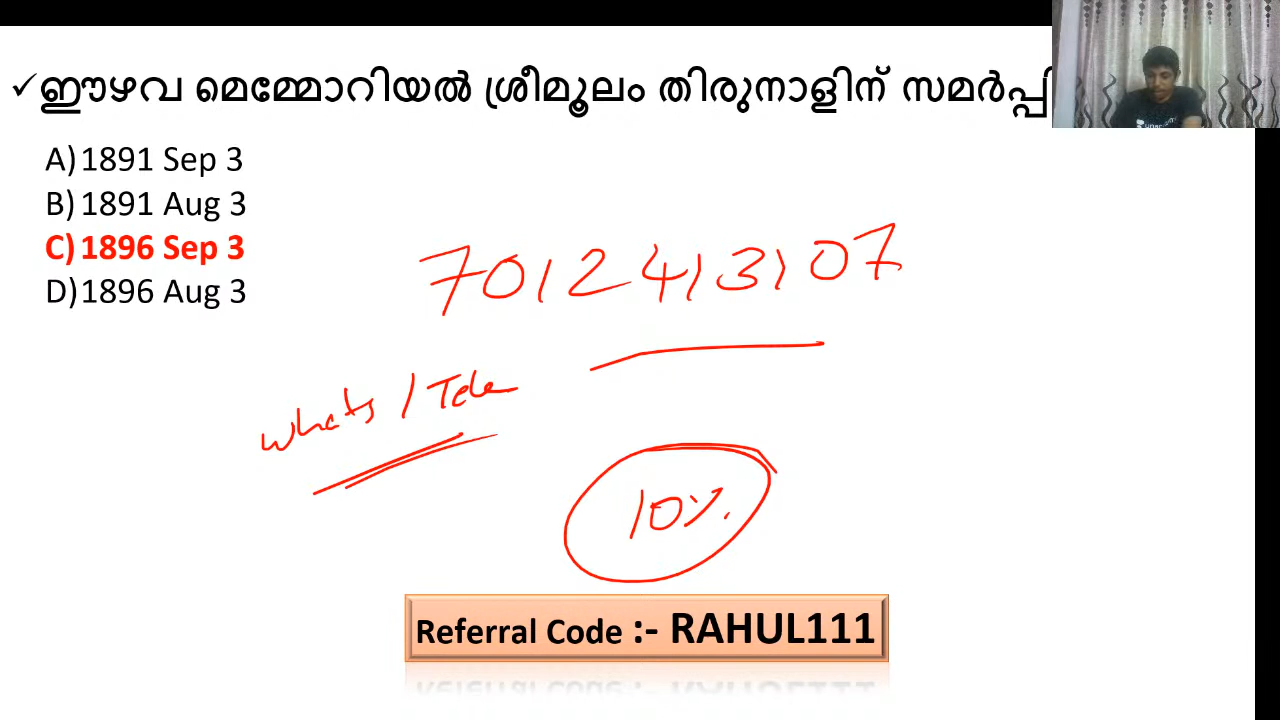 ✓ഈഴവ മെമ്മോറിയൽ ശ്രീമൂലം തിരുനാളിന് സമർപ്പി
A) 1891 Sep 3
B) 1891 Aug 3
C) 1896 Sep 3
D) 1896 Aug 3
7012413107
Whats / Tele
10%
Referral Code :- RAHUL111